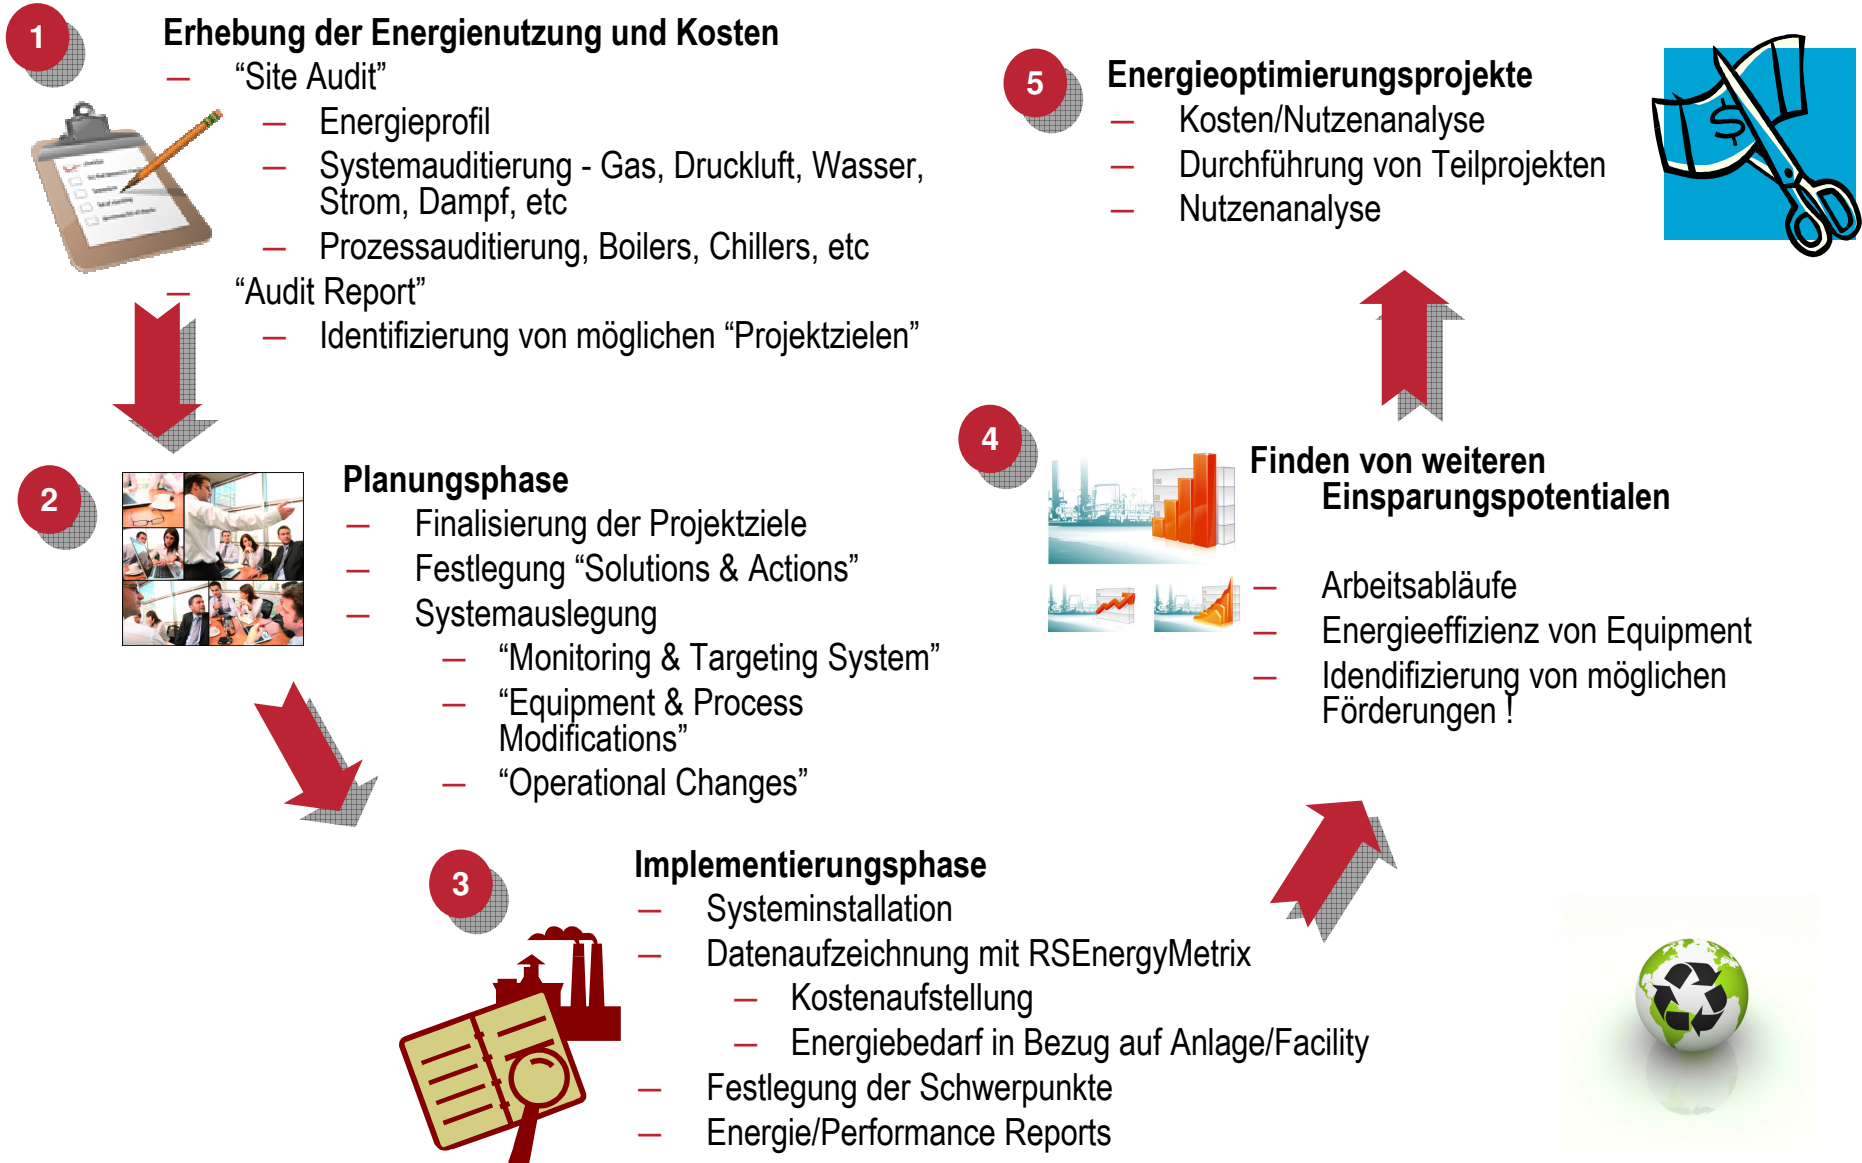 1
Erhebung der Energienutzung und Kosten
— “Site Audit”
— Energieprofil
— Systemauditierung - Gas, Druckluft, Wasser,
Strom, Dampf, etc
— Prozessauditierung, Boilers, Chillers, etc
— “Audit Report”
— Identifizierung von möglichen “Projektzielen”
2
Planungsphase
— Finalisierung der Projektziele
— Festlegung “Solutions & Actions”
— Systemauslegung
— “Monitoring & Targeting System”
— “Equipment & Process
Modifications”
— “Operational Changes”
3
Implementierungsphase
— Systeminstallation
— Datenaufzeichnung mit RSEnergyMetrix
— Kostenaufstellung
— Energiebedarf in Bezug auf Anlage/Facility
— Festlegung der Schwerpunkte
— Energie/Performance Reports
4
Finden von weiteren
Einsparungspotentialen
— Arbeitsabläufe
— Energieeffizienz von Equipment
— Idendifizierung von möglichen
Förderungen !
5
Energieoptimierungsprojekte
— Kosten/Nutzenanalyse
— Durchführung von Teilprojekten
— Nutzenanalyse
$